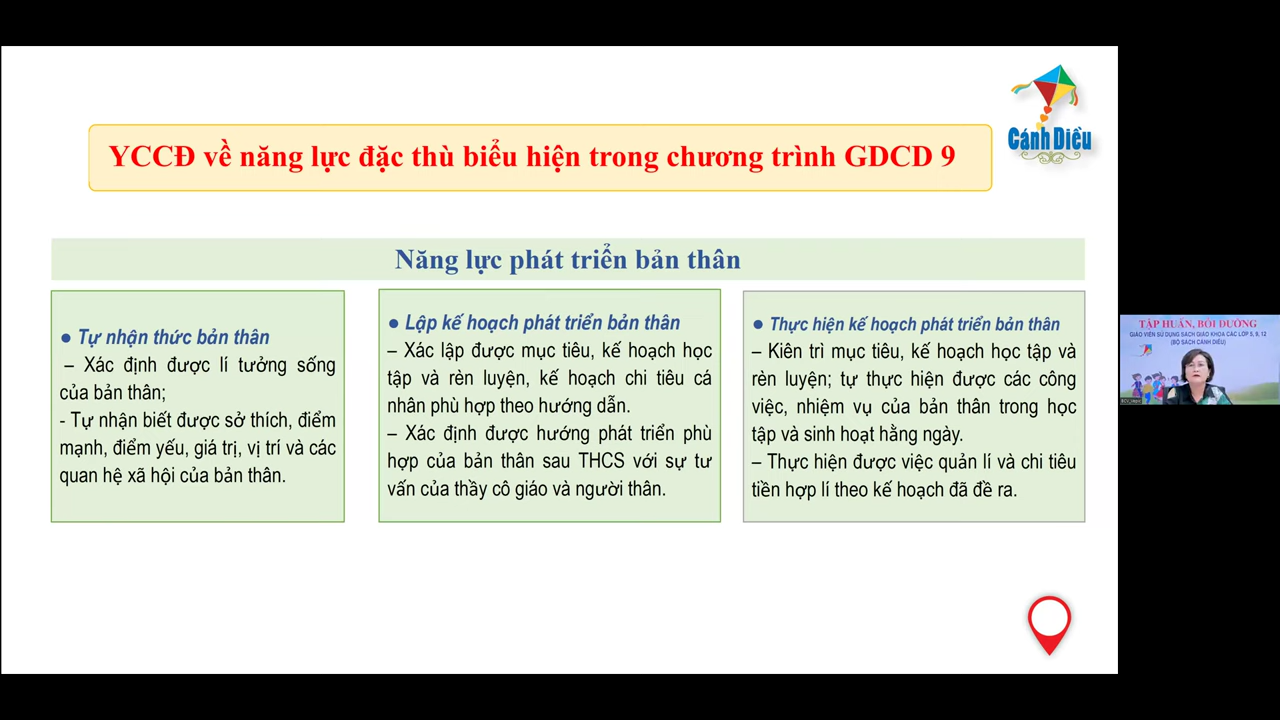 Cánh Diều
YCCĐ về năng lực đặc thù biểu hiện trong chương trình GDCD 9
Năng lực phát triển bản thân
● Tự nhận thức bản thân
– Xác định được lí tưởng sống
của bản thân;
- Tự nhận biết được sở thích, điểm
mạnh, điểm yếu, giá trị, vị trí và các
quan hệ xã hội của bản thân.
● Lập kế hoạch phát triển bản thân
– Xác lập được mục tiêu, kế hoạch học
tập và rèn luyện, kế hoạch chi tiêu cá
nhân phù hợp theo hướng dẫn.
– Xác định được hướng phát triển phù
hợp của bản thân sau THCS với sự tư
vấn của thầy cô giáo và người thân.
● Thực hiện kế hoạch phát triển bản thân
– Kiên trì mục tiêu, kế hoạch học tập và
rèn luyện; tự thực hiện được các công
việc, nhiệm vụ của bản thân trong học
tập và sinh hoạt hằng ngày.
– Thực hiện được việc quản lí và chi tiêu
tiền hợp lí theo kế hoạch đã đề ra.
TẬP HUẤN, BỒI DƯỠNG
GIÁO VIÊN SỬ DỤNG SÁCH GIÁO KHOA CÁC LỚP 5, 9, 12
(BỘ SÁCH CÁNH DIỀU)